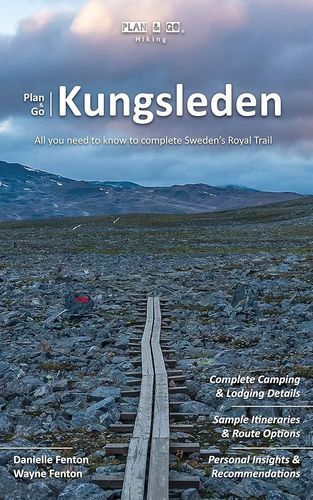 PLAN & GO
Hiking
Plan & Go | Kungsleden
All you need to know to complete Sweden's Royal Trail
Complete Camping
& Lodging Details
Sample Itineraries
& Route Options
Danielle Fenton
Wayne Fenton
Personal Insights &
Recommendations